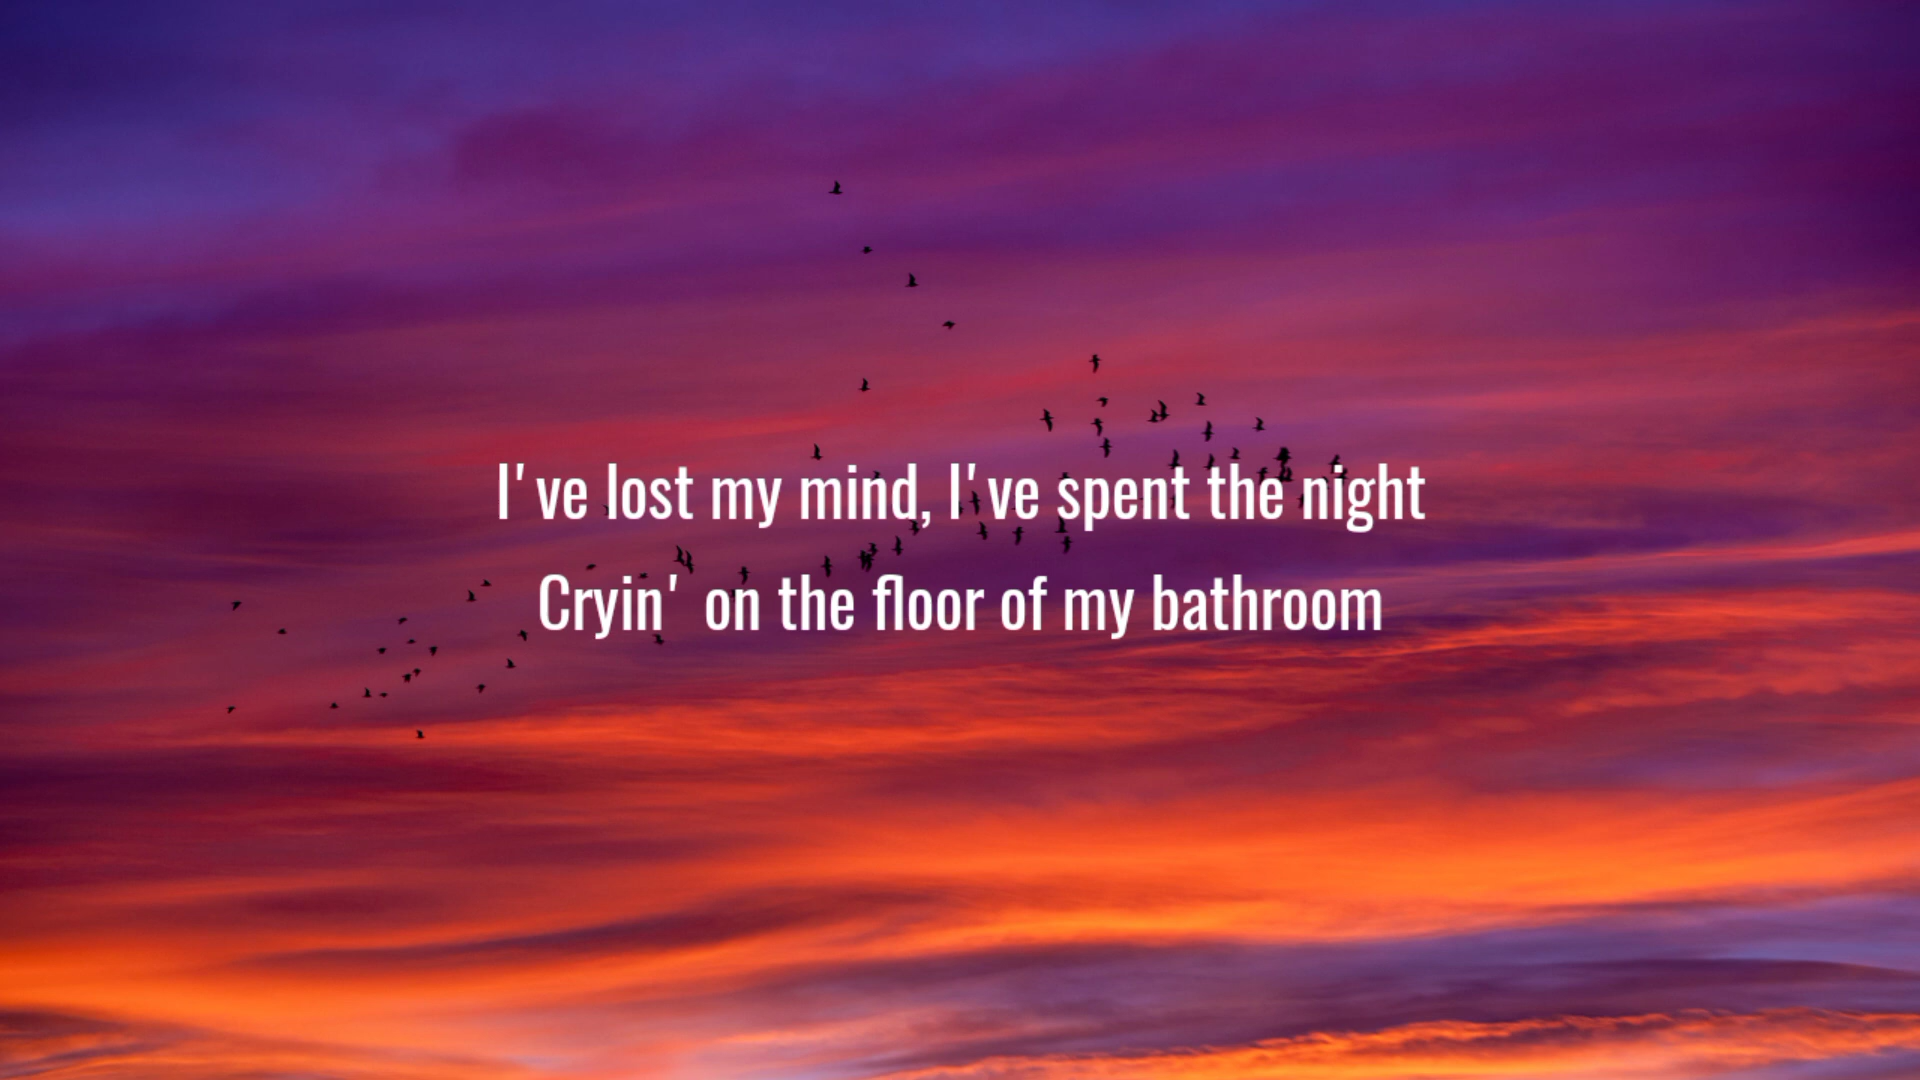 I've lost my mind, I've spent the night
Cryin' on the floor of my bathroom